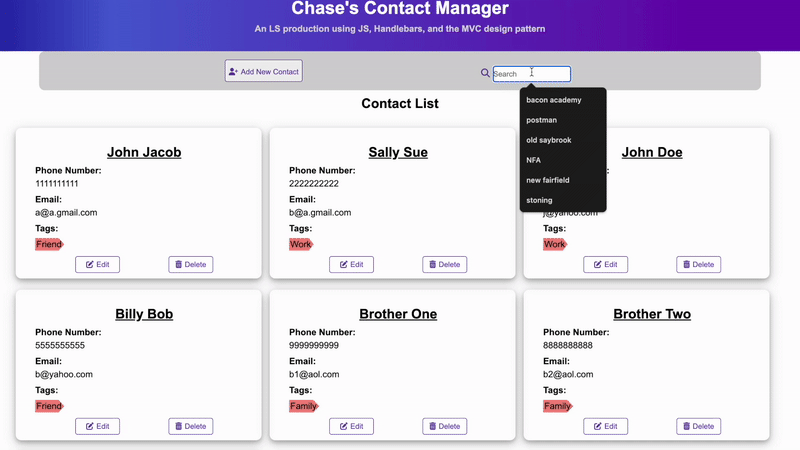 Chase's Contact Manager
An LS production using JS, Handlebars, and the MVC design pattern
Add New Contact
Search
bacon academy
postman
old saybrook
NFA
new fairfield
stoning
Contact List
John Jacob
Phone Number:
1111111111
Email:
a@a.gmail.com
Tags:
Friend
Edit
Delete
Sally Sue
Phone Number:
2222222222
Email:
b@a.gmail.com
Tags:
Work
Edit
Delete
John Doe
j@yahoo.com
Tags:
Work
Edit
Delete
Billy Bob
Phone Number:
5555555555
Email:
b@yahoo.com
Tags:
Friend
Edit
Delete
Brother One
Phone Number:
9999999999
Email:
b1@aol.com
Tags:
Family
Edit
Delete
Brother Two
Phone Number:
8888888888
Email:
b2@aol.com
Tags:
Family
Edit
Delete